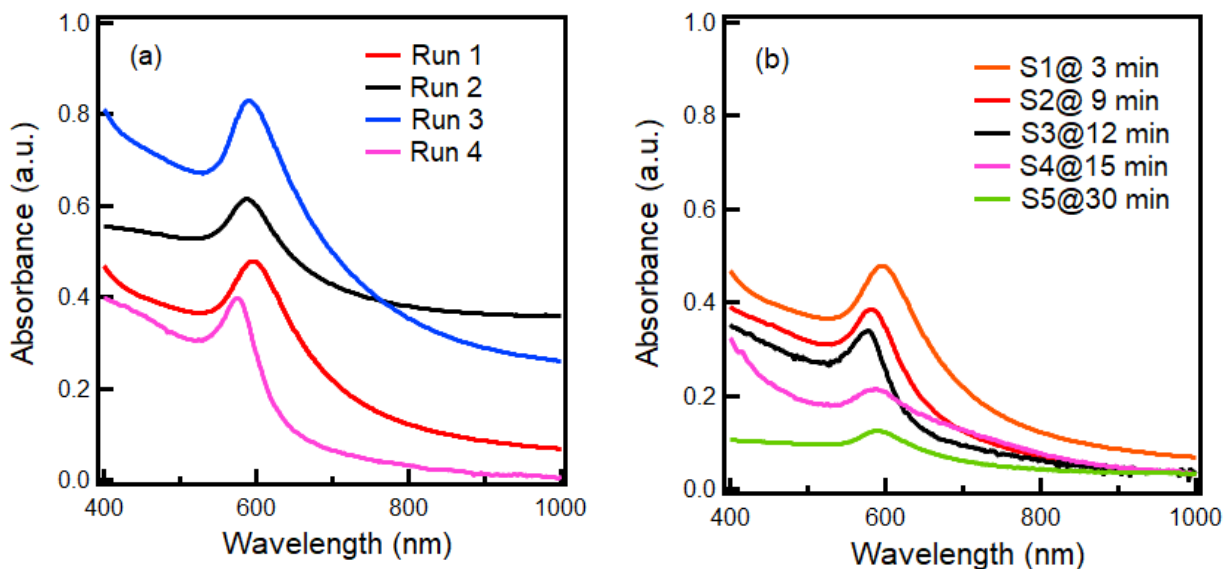 (a)
Run 1
Run 2
Run 3
Run 4
1.0
0.8
0.6
0.4
0.2
0.0
Absorbance (a.u.)
400
600
800
1000
Wavelength (nm)
(b)
S1@ 3 min
S2@ 9 min
S3@12 min
S4@15 min
S5@30 min
1.0
0.8
0.6
0.4
0.2
0.0
Absorbance (a.u.)
400
600
800
1000
Wavelength (nm)